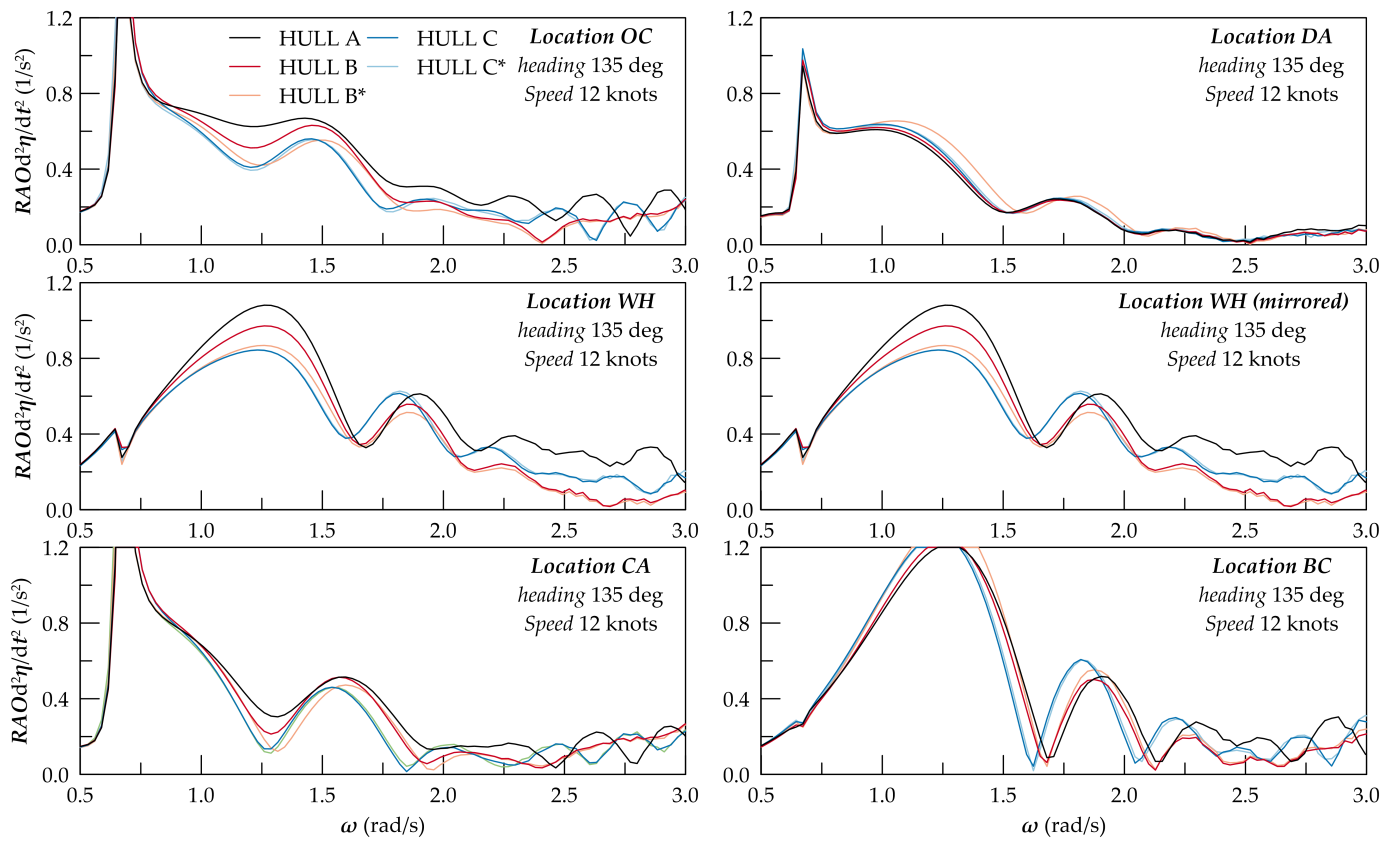 1.2
0.8
0.4
0.0
RAOd²η/dt² (1/s²)
HULL A
HULL B
HULL B*
HULL C
HULL C*
Location OC
heading 135 deg
Speed 12 knots
0.5 1.0 1.5 2.0 2.5 3.0
1.2
0.8
0.4
0.0
Location DA
heading 135 deg
Speed 12 knots
0.5 1.0 1.5 2.0 2.5 3.0
1.2
0.8
0.4
0.0
RAOd²η/dt² (1/s²)
Location WH
heading 135 deg
Speed 12 knots
0.5 1.0 1.5 2.0 2.5 3.0
1.2
0.8
0.4
0.0
Location WH (mirrored)
heading 135 deg
Speed 12 knots
0.5 1.0 1.5 2.0 2.5 3.0
1.2
0.8
0.4
0.0
RAOd²η/dt² (1/s²)
Location CA
heading 135 deg
Speed 12 knots
0.5 1.0 1.5 2.0 2.5 3.0
ω (rad/s)
1.2
0.8
0.4
0.0
Location BC
heading 135 deg
Speed 12 knots
0.5 1.0 1.5 2.0 2.5 3.0
ω (rad/s)